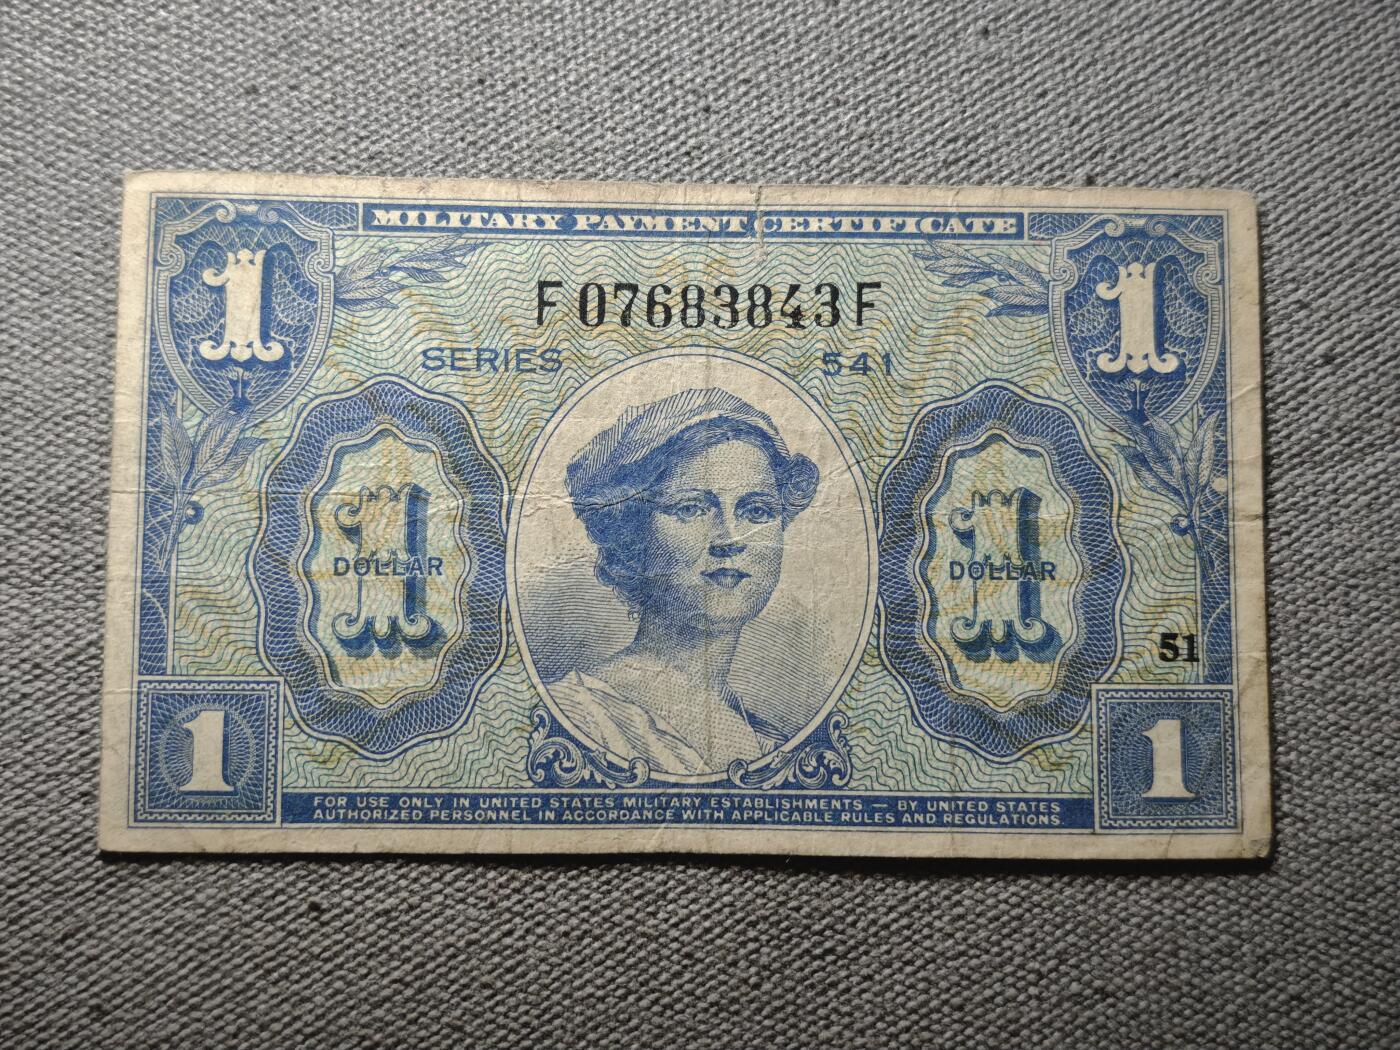 MILITARY PAYMENT CERTIFICATE
1 1
F07683843F
SERIES 541
1 DOLLAR 1 DOLLAR
51
1 1
FOR USE ONLY IN UNITED STATES MILITARY ESTABLISHMENTS — BY UNITED STATES
AUTHORIZED PERSONNEL IN ACCORDANCE WITH APPLICABLE RULES AND REGULATIONS.